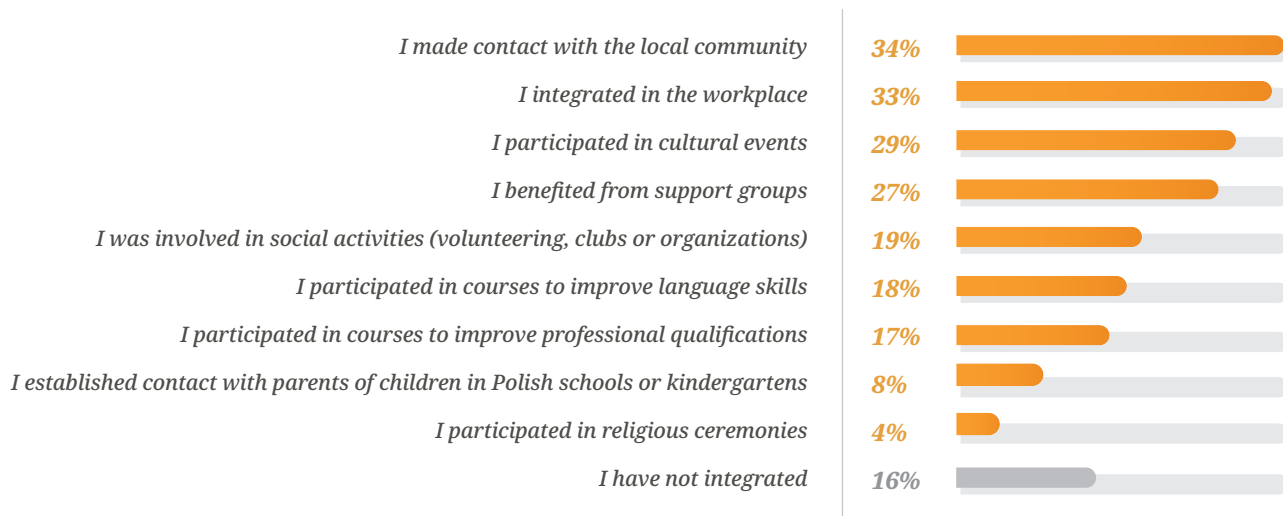 I made contact with the local community 34%
I integrated in the workplace 33%
I participated in cultural events 29%
I benefited from support groups 27%
I was involved in social activities (volunteering, clubs or organizations) 19%
I participated in courses to improve language skills 18%
I participated in courses to improve professional qualifications 17%
I established contact with parents of children in Polish schools or kindergartens 8%
I participated in religious ceremonies 4%
I have not integrated 16%